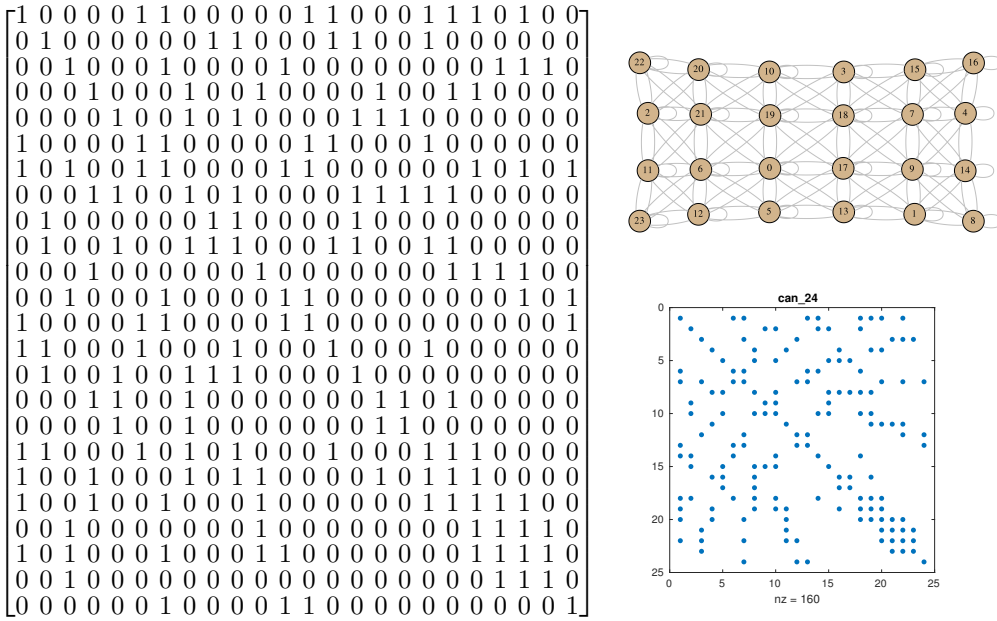 1 0 0 0 0 1 1 0 0 0 0 0 1 1 0 0 0 1 1 1 0 1 0 0
0 1 0 0 0 0 0 0 1 1 0 0 0 1 1 0 0 1 0 0 0 0 0 0
0 0 1 0 0 0 1 0 0 0 0 1 0 0 0 0 0 0 0 0 1 1 1 0
0 0 0 1 0 0 0 1 0 0 1 0 0 0 0 1 0 0 1 1 0 0 0 0
0 0 0 0 1 0 0 1 0 1 0 0 0 0 1 1 1 0 0 0 0 0 0 0
1 0 0 0 0 1 1 0 0 0 0 0 1 1 0 0 0 1 0 0 0 0 0 0
1 0 1 0 0 1 1 0 0 0 0 1 1 0 0 0 0 0 0 1 0 1 0 1
0 0 0 1 1 0 0 1 0 1 0 0 0 0 1 1 1 1 1 0 0 0 0 0
0 1 0 0 0 0 0 0 1 1 0 0 0 0 1 0 0 0 0 0 0 0 0 0
0 1 0 0 1 0 0 1 1 1 0 0 0 1 1 0 0 1 1 0 0 0 0 0
0 0 0 1 0 0 0 0 0 0 1 0 0 0 0 0 0 0 1 1 1 1 0 0
0 0 1 0 0 0 1 0 0 0 0 1 1 0 0 0 0 0 0 0 0 1 0 1
1 0 0 0 0 1 1 0 0 0 0 1 1 0 0 0 0 0 0 0 0 0 0 1
1 1 0 0 0 1 0 0 0 1 0 0 0 1 0 0 0 1 0 0 0 0 0 0
0 1 0 0 1 0 0 1 1 1 0 0 0 0 1 0 0 0 0 0 0 0 0 0
0 0 0 1 1 0 0 1 0 0 0 0 0 0 0 1 1 0 1 0 0 0 0 0
0 0 0 0 1 0 0 1 0 0 0 0 0 0 0 1 1 0 0 0 0 0 0 0
1 1 0 0 0 1 0 1 0 1 0 0 0 1 0 0 0 1 1 1 0 0 0 0
1 0 0 1 0 0 0 1 0 1 1 0 0 0 0 1 0 1 1 1 0 0 0 0
1 0 0 1 0 0 1 0 0 0 1 0 0 0 0 0 0 1 1 1 1 1 0 0
0 0 1 0 0 0 0 0 0 0 1 0 0 0 0 0 0 0 0 1 1 1 1 0
1 0 1 0 0 0 1 0 0 0 1 1 0 0 0 0 0 0 0 1 1 1 1 0
0 0 1 0 0 0 0 0 0 0 0 0 0 0 0 0 0 0 0 0 1 1 1 0
0 0 0 0 0 0 1 0 0 0 0 1 1 0 0 0 0 0 0 0 0 0 0 1
22 20 10 3 15 16
2 21 19 18 7 4
11 6 0 17 9 14
23 12 5 13 1 8
can_24
0
5
10
15
20
25
0 5 10 15 20 25
nz = 160